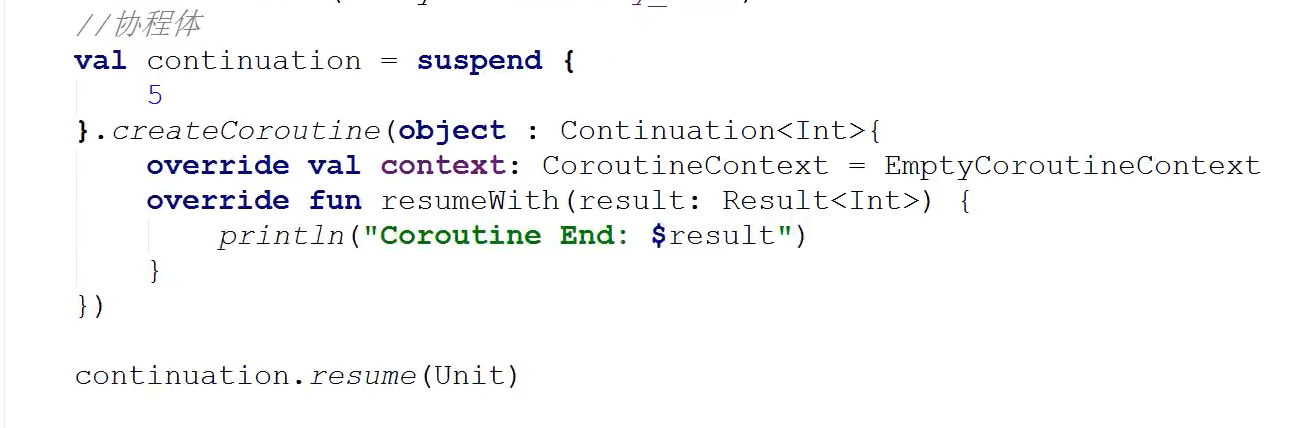 //协程体
val continuation = suspend {
    5
}.createCoroutine(object : Continuation<Int>{
    override val context: CoroutineContext = EmptyCoroutineContext
    override fun resumeWith(result: Result<Int>) {
        println("Coroutine End: $result")
    }
})

continuation.resume(Unit)